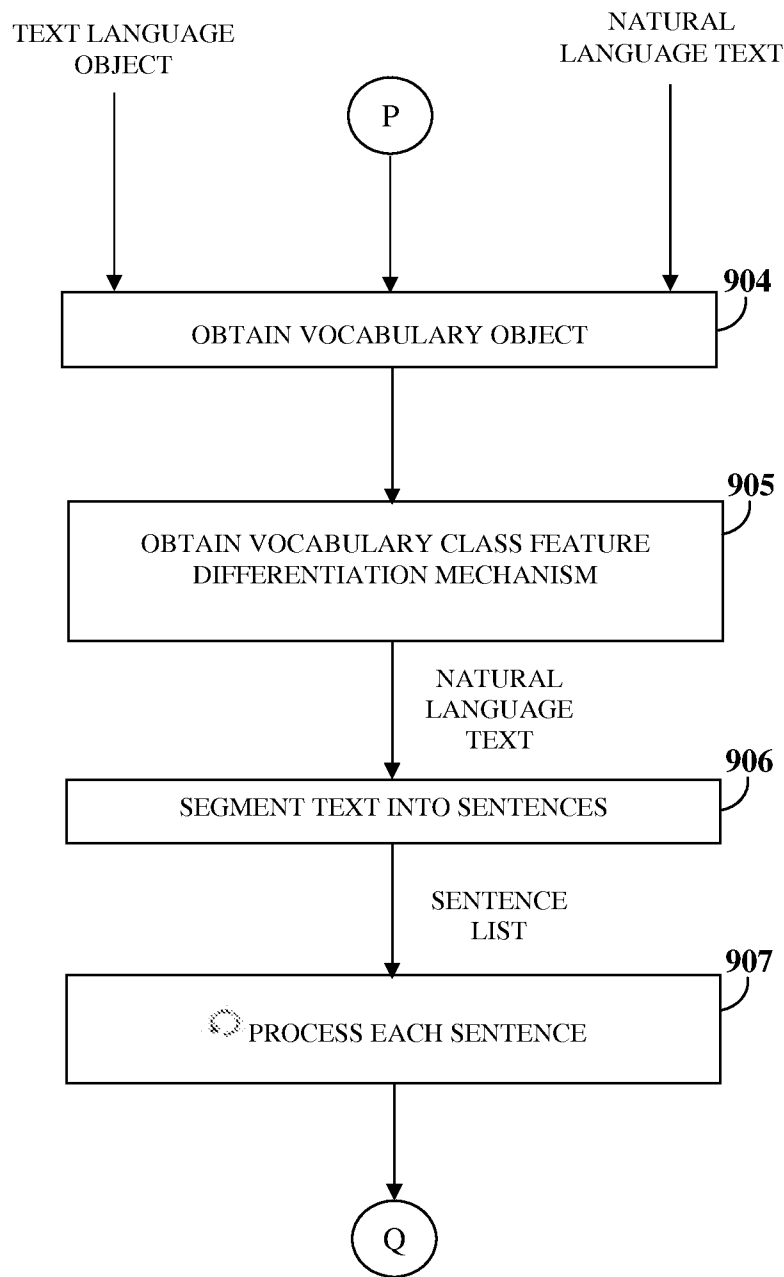 TEXT LANGUAGE
OBJECT
NATURAL
LANGUAGE TEXT
P
904
OBTAIN VOCABULARY OBJECT
905
OBTAIN VOCABULARY CLASS FEATURE
DIFFERENTIATION MECHANISM
NATURAL
LANGUAGE
TEXT
906
SEGMENT TEXT INTO SENTENCES
SENTENCE
LIST
907
PROCESS EACH SENTENCE
Q